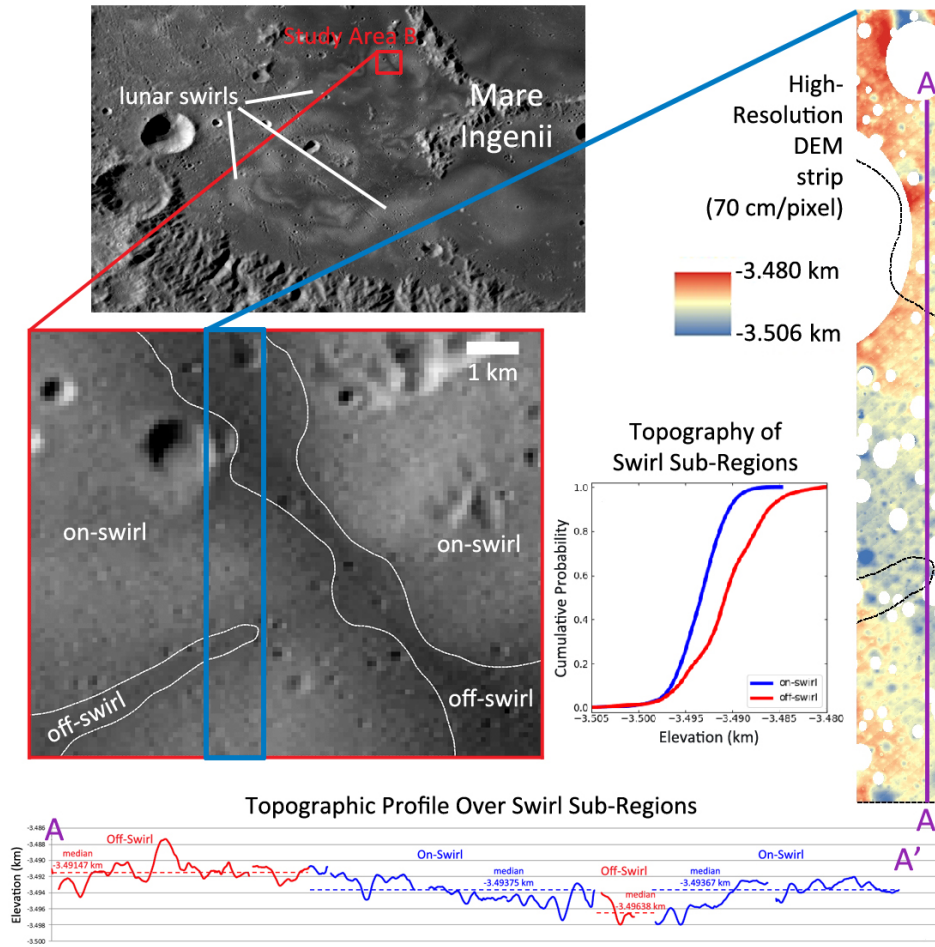 Study Area B
lunar swirls
Mare
Ingenii
High-
Resolution
DEM
strip
(70 cm/pixel)
A
-3.480 km
-3.506 km
1 km
on-swirl
on-swirl
off-swirl
off-swirl
Topography of
Swirl Sub-Regions
Cumulative Probability
1.0
0.8
0.6
0.4
0.2
0.0
on-swirl
off-swirl
-3.505
-3.500
-3.495
-3.490
-3.485
-3.480
Elevation (km)
A
Topographic Profile Over Swirl Sub-Regions
A
A'
Elevation (km)
-3.486
-3.488
-3.490
-3.492
-3.494
-3.496
-3.498
-3.500
Off-Swirl
median
-3.49147 km
On-Swirl
median
-3.49375 km
Off-Swirl
median
-3.49638 km
On-Swirl
median
-3.49367 km